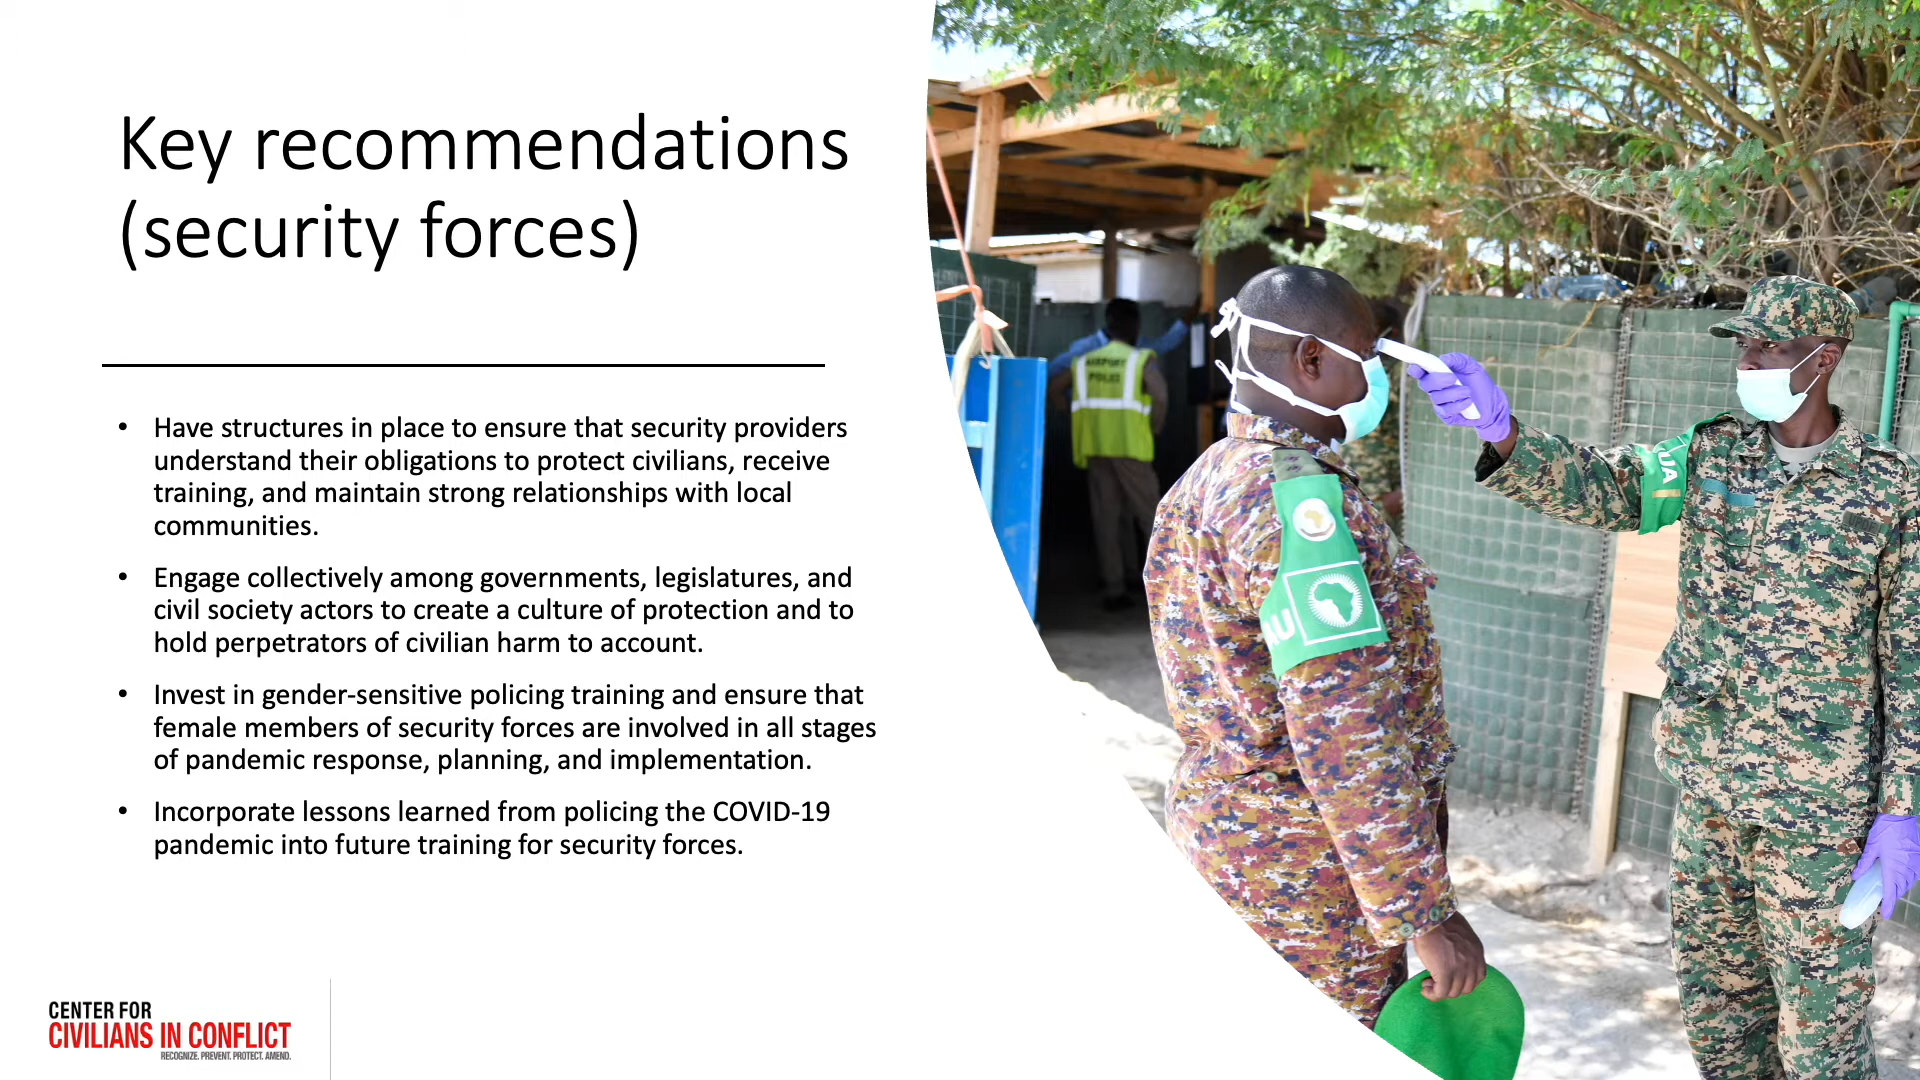 Key recommendations
(security forces)
• Have structures in place to ensure that security providers
understand their obligations to protect civilians, receive
training, and maintain strong relationships with local
communities.
• Engage collectively among governments, legislatures, and
civil society actors to create a culture of protection and to
hold perpetrators of civilian harm to account.
• Invest in gender-sensitive policing training and ensure that
female members of security forces are involved in all stages
of pandemic response, planning, and implementation.
• Incorporate lessons learned from policing the COVID-19
pandemic into future training for security forces.
CENTER FOR
CIVILIANS IN CONFLICT
RECOGNIZE. PREVENT. PROTECT. AMEND.
AIRPORT
POLICE
AU
UA